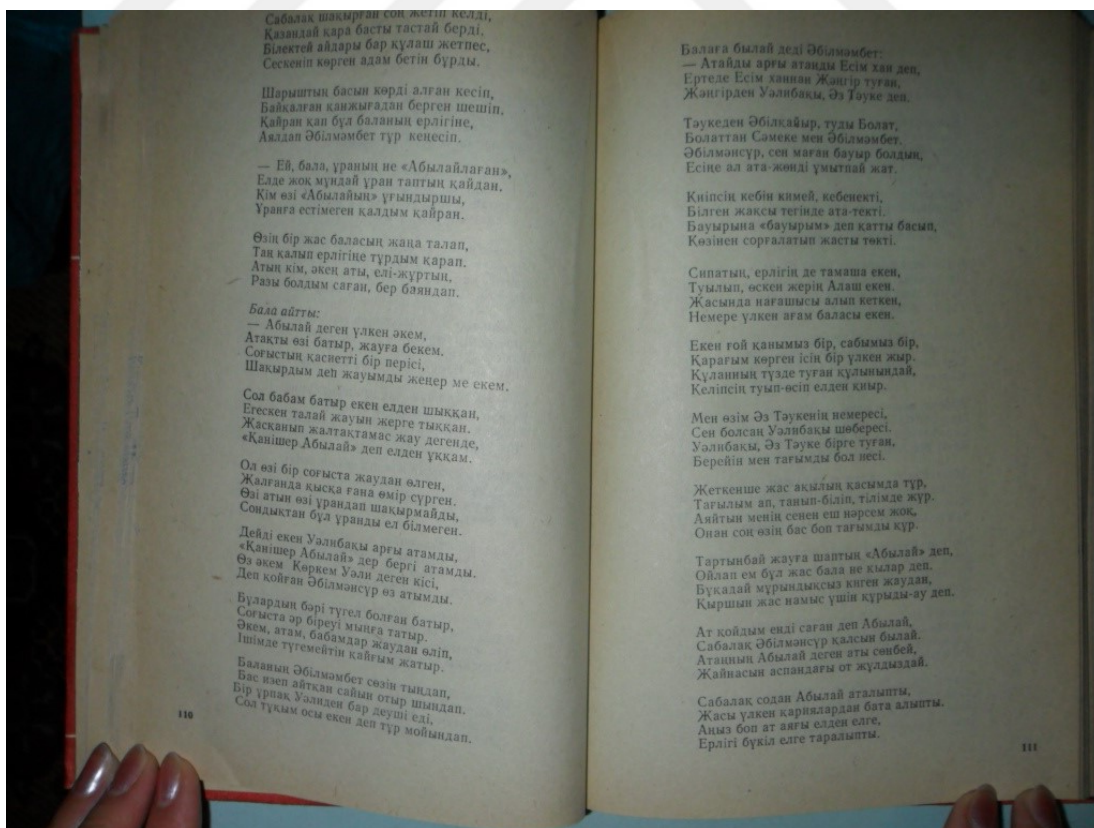 Сабалақ шақырған соң жетіп келді,
Қазандай қара басты тастай берді.
Білектей айдары бар құлаш жетпес,
Сескеніп көрген адам бетін бұрды.
Шарыштың басын көрді алған кесіп,
Байқалған қанжығадан берген шешіп.
Қайран қап бұл баланың ерлігіне,
Аялдап Әбілмәмбет тұр кеңесіп.
— Ей, бала, ұраның не «Абылайлаған»,
Елде жоқ мұндай ұран таптың қайдан,
Кім өзі «Абылайың» ұғындыршы,
Ұранға естімеген қалдым қайран.
Өзің бір жас баласың жаңа талап,
Таң қалып ерлігіңе тұрдым қарап.
Атың кім, әкең аты, елі-жұртың,
Разы болдым саған, бер баяндап.
Бала айтты:
— Абылай деген үлкен әкем,
Атақты өзі батыр, жауға бекем.
Соғыстың қасиетті бір перісі,
Шақырдым деп жауымды жеңер ме екем.
Сол бабам батыр екен елден шыққан,
Егескен талай жауын жерге тыққан.
Жасқанып жалтақтамас жау дегенде,
«Қанішер Абылай» деп елден ұққам.
Ол өзі бір соғыста жаудан өлген,
Жалғанда қысқа ғана өмір сүрген.
Өзі атын өзі ұрандап шақырмайды,
Сондықтан бұл ұранды ел білмеген.
Дейді екен Уәлибақы арғы атамды,
«Қанішер Абылай» дер бергі атамды.
Өз әкем Көркем Уәли деген кісі,
Деп қойған Әбілмәнсүр өз атымды.
Бұлардың бәрі түгел болған батыр,
Соғыста әр біреуі мыңға татыр.
Әкем, атам, бабамдар жаудан өліп,
Ішімде түгемейтін қайғым жатыр.
Баланың Әбілмәмбет сөзін тыңдап,
Бас изеп айтқан сайын отыр шындап.
Бір ұрпақ Уәлиден бар деуші еді,
Сол тұқым осы екен деп тұр мойындап.
110
Балаға былай деді Әбілмәмбет:
— Атайды арғы атаңды Есім хан деп,
Ертеде Есім ханнан Жәңгір туған,
Жәңгірден Уәлибақы, Әз Тәуке деп.
Тәукеден Әбілқайыр, туды Болат,
Болаттан Сәмеке мен Әбілмәмбет.
Әбілмәнсүр, сен маған бауыр болдың,
Есіңе ал ата-жөнді ұмытпай жат.
Киіпсің кебін кимей, кебенекті,
Білген жақсы тегінде ата-текті.
Бауырына «бауырым» деп қатты басып,
Көзінен сорғалатып жасты төкті.
Сипатың, ерлігің де тамаша екен,
Туылып, өскен жерің Алаш екен.
Жасында нағашысы алып кеткен,
Немере үлкен ағам баласы екен.
Екен ғой қанымыз бір, сабымыз бір,
Қарағым көрген ісің бір үлкен жыр.
Құланның түзде туған құлынындай,
Келіпсің туып-өсіп елден қиыр.
Мен өзім Әз Тәукенің немересі,
Сен болсаң Уәлибақы шөбересі.
Уәлибақы, Әз Тәуке бірге туған,
Берейін мен тағымды бол иесі.
Жеткенше жас ақылың қасымда тұр,
Тағылым ап, танып-біліп, тілімде жүр.
Аяйтын менің сенен еш нәрсем жоқ,
Онан соң өзің бас боп тағымды құр.
Тартынбай жауға шаптың «Абылай» деп,
Ойлап ем бұл жас бала не қылар деп.
Бұқадай мұрындықсыз киген жаудан,
Қыршын жас намыс үшін құрыды-ау деп.
Ат қойдым енді саған деп Абылай,
Сабалақ Әбілмәнсүр қалсын былай.
Атаңның Абылай деген аты сөнбей,
Жайнасын аспандағы от жұлдыздай.
Сабалақ содан Абылай аталыпты,
Жасы үлкен қариялардан бата алыпты.
Аңыз боп ат аяғы елден елге,
Ерлігі бүкіл елге таралыпты.
111